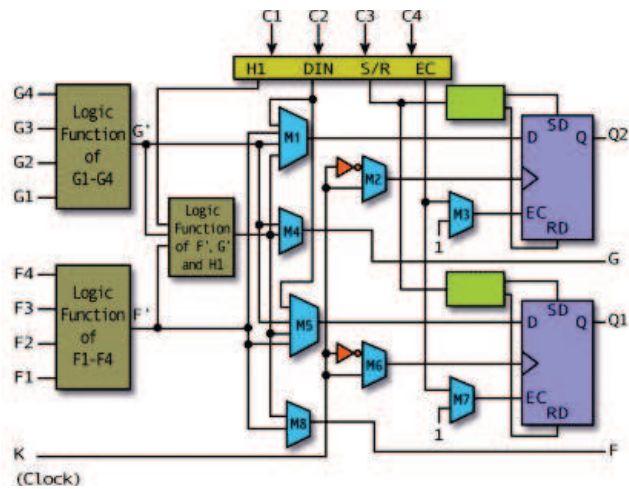 C1 C2 C3 C4
H1 DIN S/R EC
G4
G3
G2
G1
Logic
Function
of
G1-G4
G'
M1
M2
M3
1
SD
D Q
EC
RD
Q2
Logic
Function
of F', G'
and H1
M4
G
F4
F3
F2
F1
Logic
Function
of
F1-F4
F'
M5
M6
M7
1
SD
D Q
EC
RD
Q1
M8
F
K
(Clock)